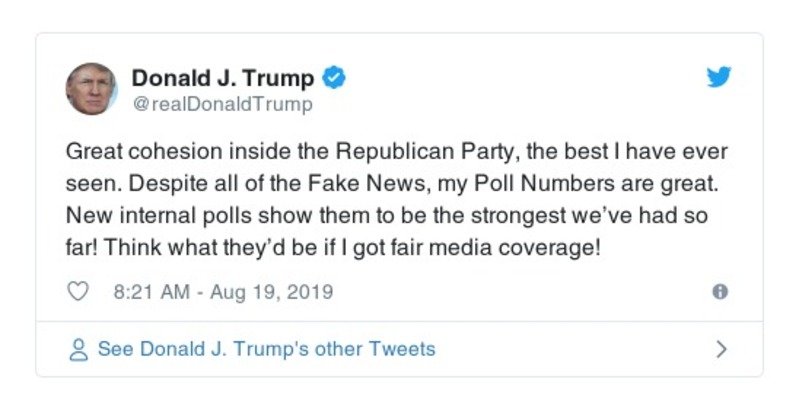 Donald J. Trump
@realDonaldTrump
Great cohesion inside the Republican Party, the best I have ever
seen. Despite all of the Fake News, my Poll Numbers are great.
New internal polls show them to be the strongest we’ve had so
far! Think what they’d be if I got fair media coverage!
8:21 AM - Aug 19, 2019
See Donald J. Trump's other Tweets